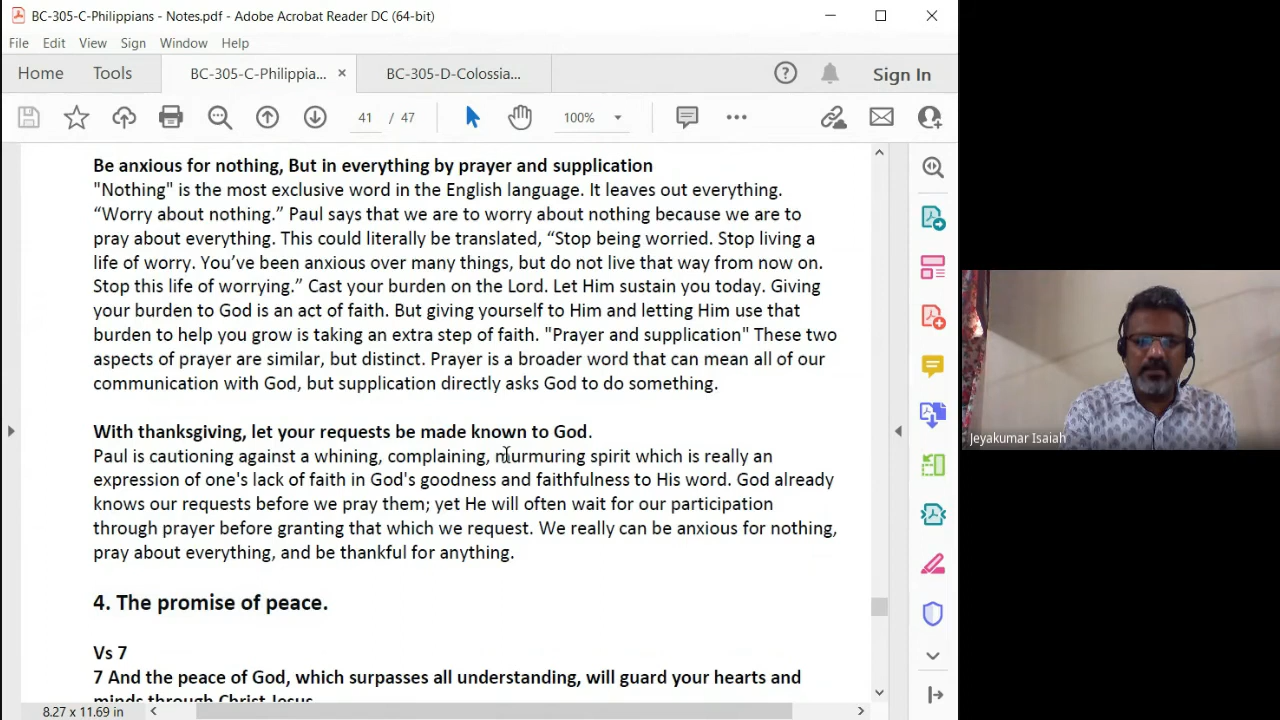 BC-305-C-Philippians - Notes.pdf - Adobe Acrobat Reader DC (64-bit)
File Edit View Sign Window Help
Home Tools BC-305-C-Philippia... × BC-305-D-Colossia... Sign In
41 / 47 100%
Be anxious for nothing, But in everything by prayer and supplication
"Nothing" is the most exclusive word in the English language. It leaves out everything.
“Worry about nothing.” Paul says that we are to worry about nothing because we are to
pray about everything. This could literally be translated, “Stop being worried. Stop living a
life of worry. You’ve been anxious over many things, but do not live that way from now on.
Stop this life of worrying.” Cast your burden on the Lord. Let Him sustain you today. Giving
your burden to God is an act of faith. But giving yourself to Him and letting Him use that
burden to help you grow is taking an extra step of faith. "Prayer and supplication" These two
aspects of prayer are similar, but distinct. Prayer is a broader word that can mean all of our
communication with God, but supplication directly asks God to do something.
With thanksgiving, let your requests be made known to God.
Paul is cautioning against a whining, complaining, murmuring spirit which is really an
expression of one's lack of faith in God's goodness and faithfulness to His word. God already
knows our requests before we pray them; yet He will often wait for our participation
through prayer before granting that which we request. We really can be anxious for nothing,
pray about everything, and be thankful for anything.
4. The promise of peace.
Vs 7
7 And the peace of God, which surpasses all understanding, will guard your hearts and
minds through Christ Jesus.
8.27 x 11.69 in
Jeyakumar Isaiah